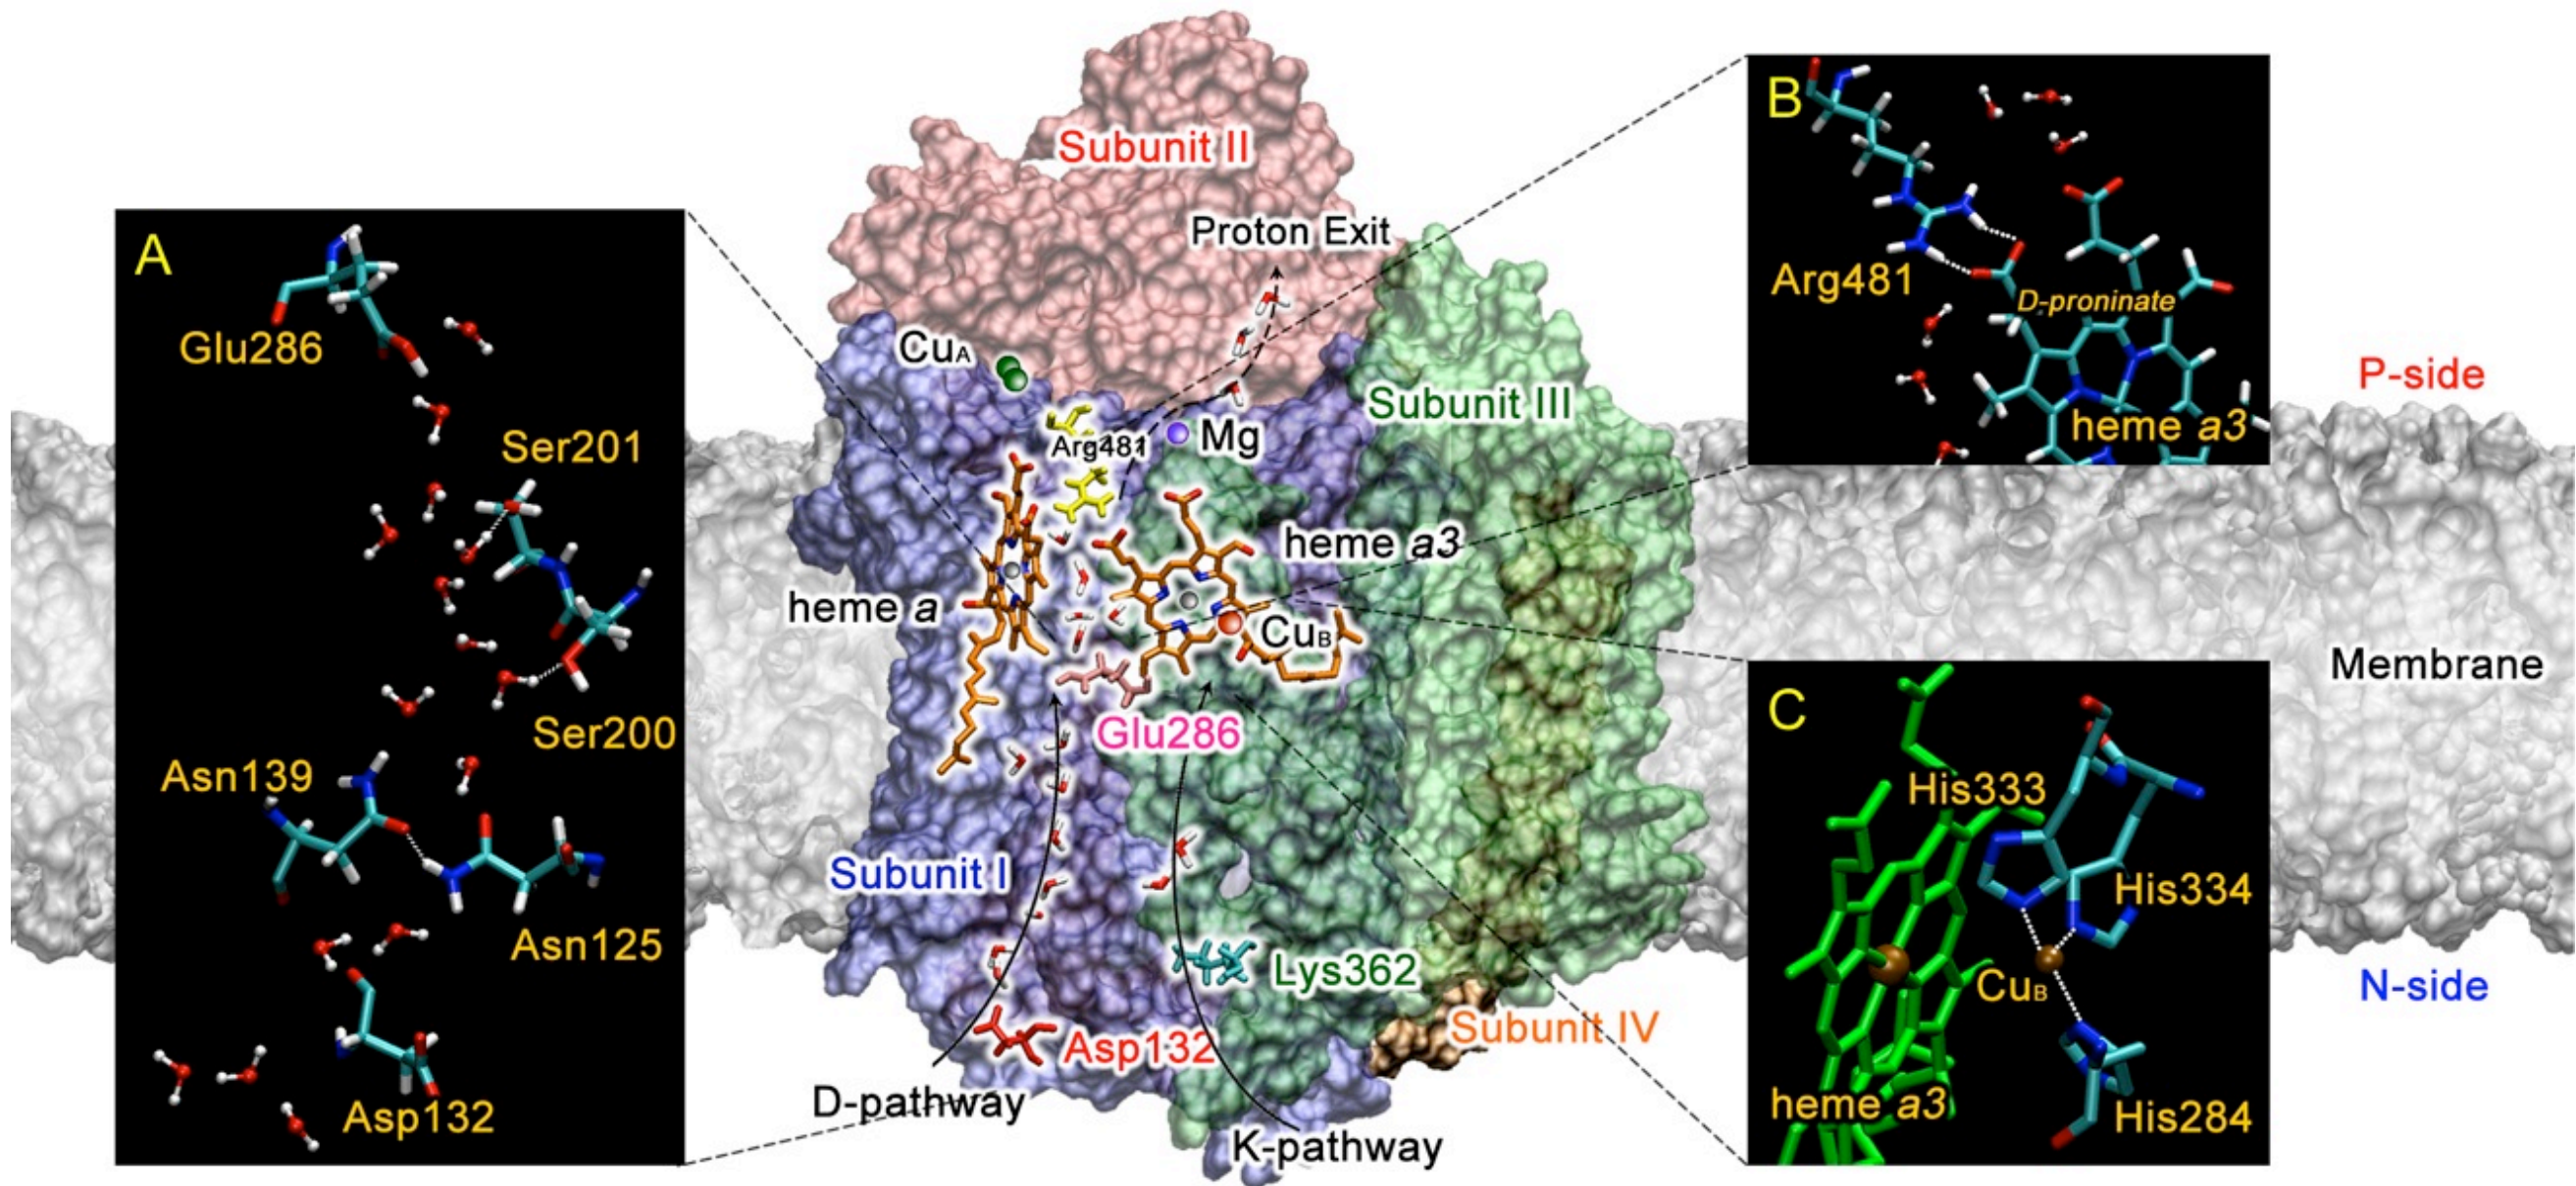 A
Glu286
Ser201
Ser200
Asn139
Asn125
Asp132
Subunit II
Proton Exit
CuA
Arg481
Mg
Subunit III
heme a
heme a3
CuB
Glu286
Subunit I
Lys362
Asp132
Subunit IV
D-pathway
K-pathway
B
Arg481
D-proninate
heme a3
P-side
Membrane
N-side
C
His333
His334
CuB
heme a3
His284